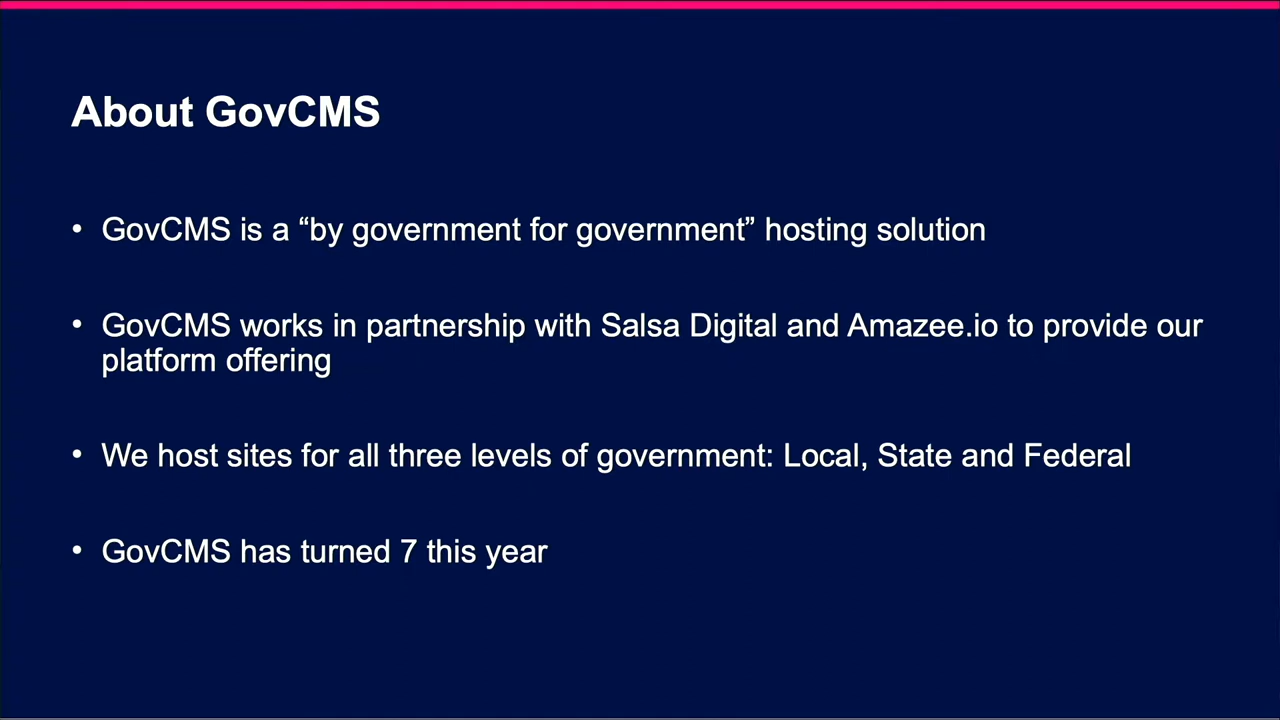 About GovCMS
• GovCMS is a “by government for government” hosting solution
• GovCMS works in partnership with Salsa Digital and Amazee.io to provide our
platform offering
• We host sites for all three levels of government: Local, State and Federal
• GovCMS has turned 7 this year